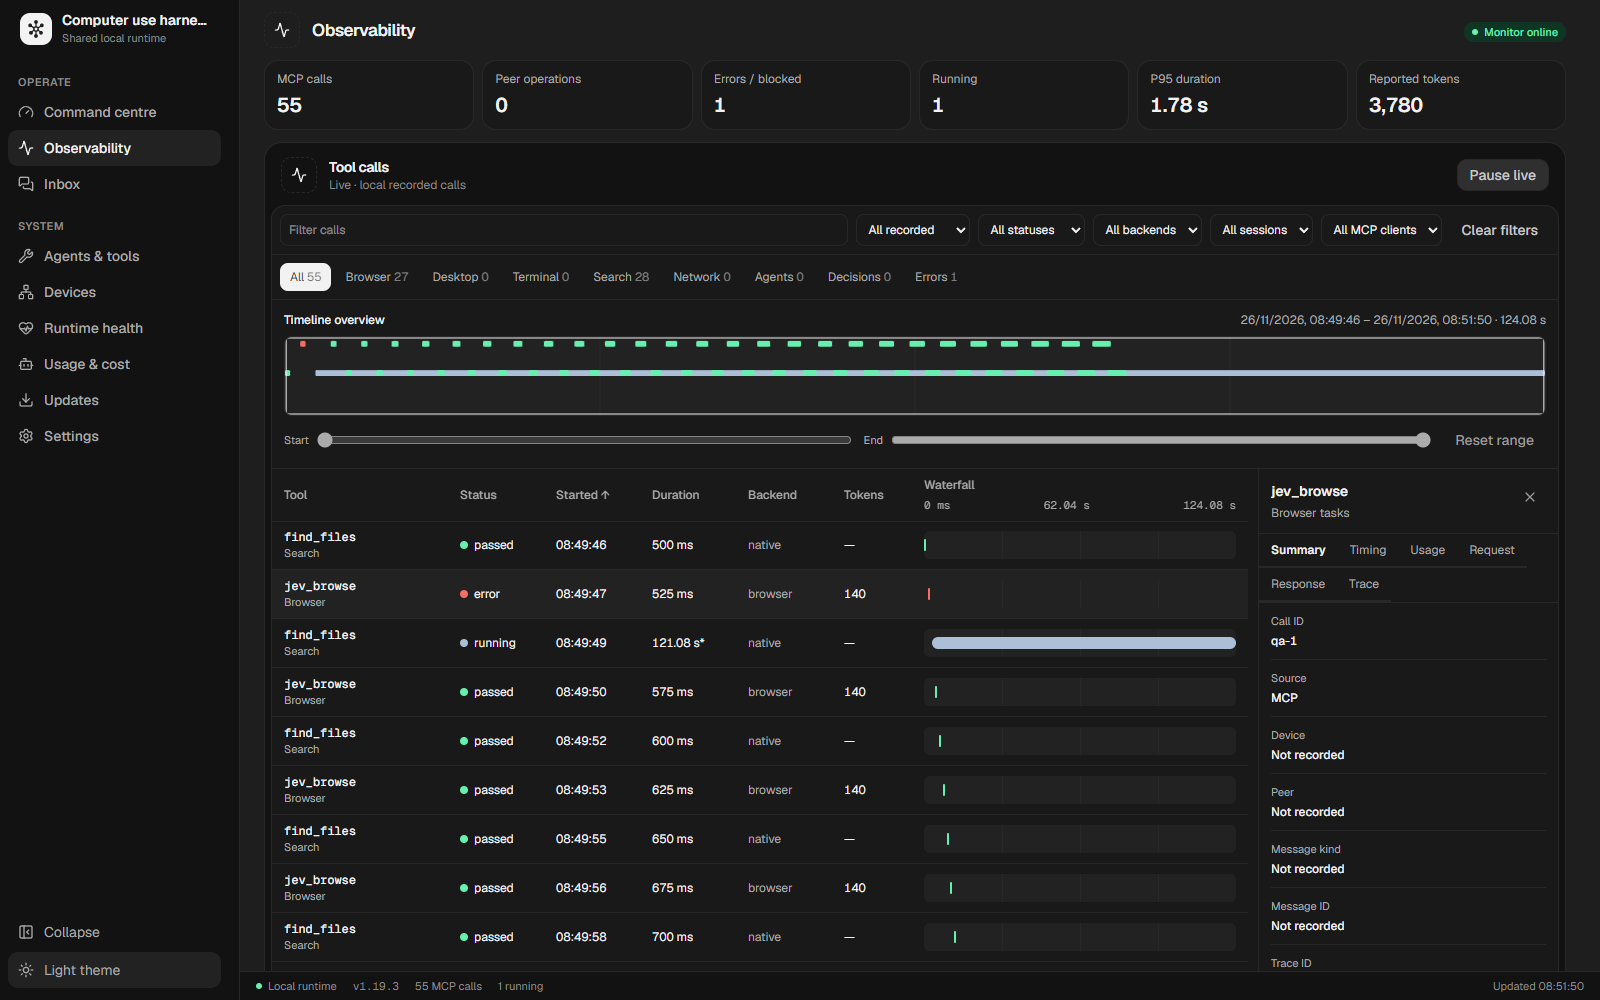 Computer use harne...
Shared local runtime
OPERATE
Command centre
Observability
Inbox
SYSTEM
Agents & tools
Devices
Runtime health
Usage & cost
Updates
Settings
Collapse
Light theme
Observability
Monitor online
MCP calls
55
Peer operations
0
Errors / blocked
1
Running
1
P95 duration
1.78 s
Reported tokens
3,780
Tool calls
Live · local recorded calls
Pause live
Filter calls
All recorded
All statuses
All backends
All sessions
All MCP clients
Clear filters
All 55
Browser 27
Desktop 0
Terminal 0
Search 28
Network 0
Agents 0
Decisions 0
Errors 1
Timeline overview
26/11/2026, 08:49:46 – 26/11/2026, 08:51:50 · 124.08 s
Start
End
Reset range
Tool Status Started ↑ Duration Backend Tokens Waterfall
0 ms 62.04 s 124.08 s
find_files
Search
passed 08:49:46 500 ms native —
jev_browse
Browser
error 08:49:47 525 ms browser 140
find_files
Search
running 08:49:49 121.08 s* native —
jev_browse
Browser
passed 08:49:50 575 ms browser 140
find_files
Search
passed 08:49:52 600 ms native —
jev_browse
Browser
passed 08:49:53 625 ms browser 140
find_files
Search
passed 08:49:55 650 ms native —
jev_browse
Browser
passed 08:49:56 675 ms browser 140
find_files
Search
passed 08:49:58 700 ms native —
jev_browse
Browser tasks
Summary Timing Usage Request
Response Trace
Call ID
qa-1
Source
MCP
Device
Not recorded
Peer
Not recorded
Message kind
Not recorded
Message ID
Not recorded
Trace ID
Local runtime v1.19.3 55 MCP calls 1 running
Updated 08:51:50